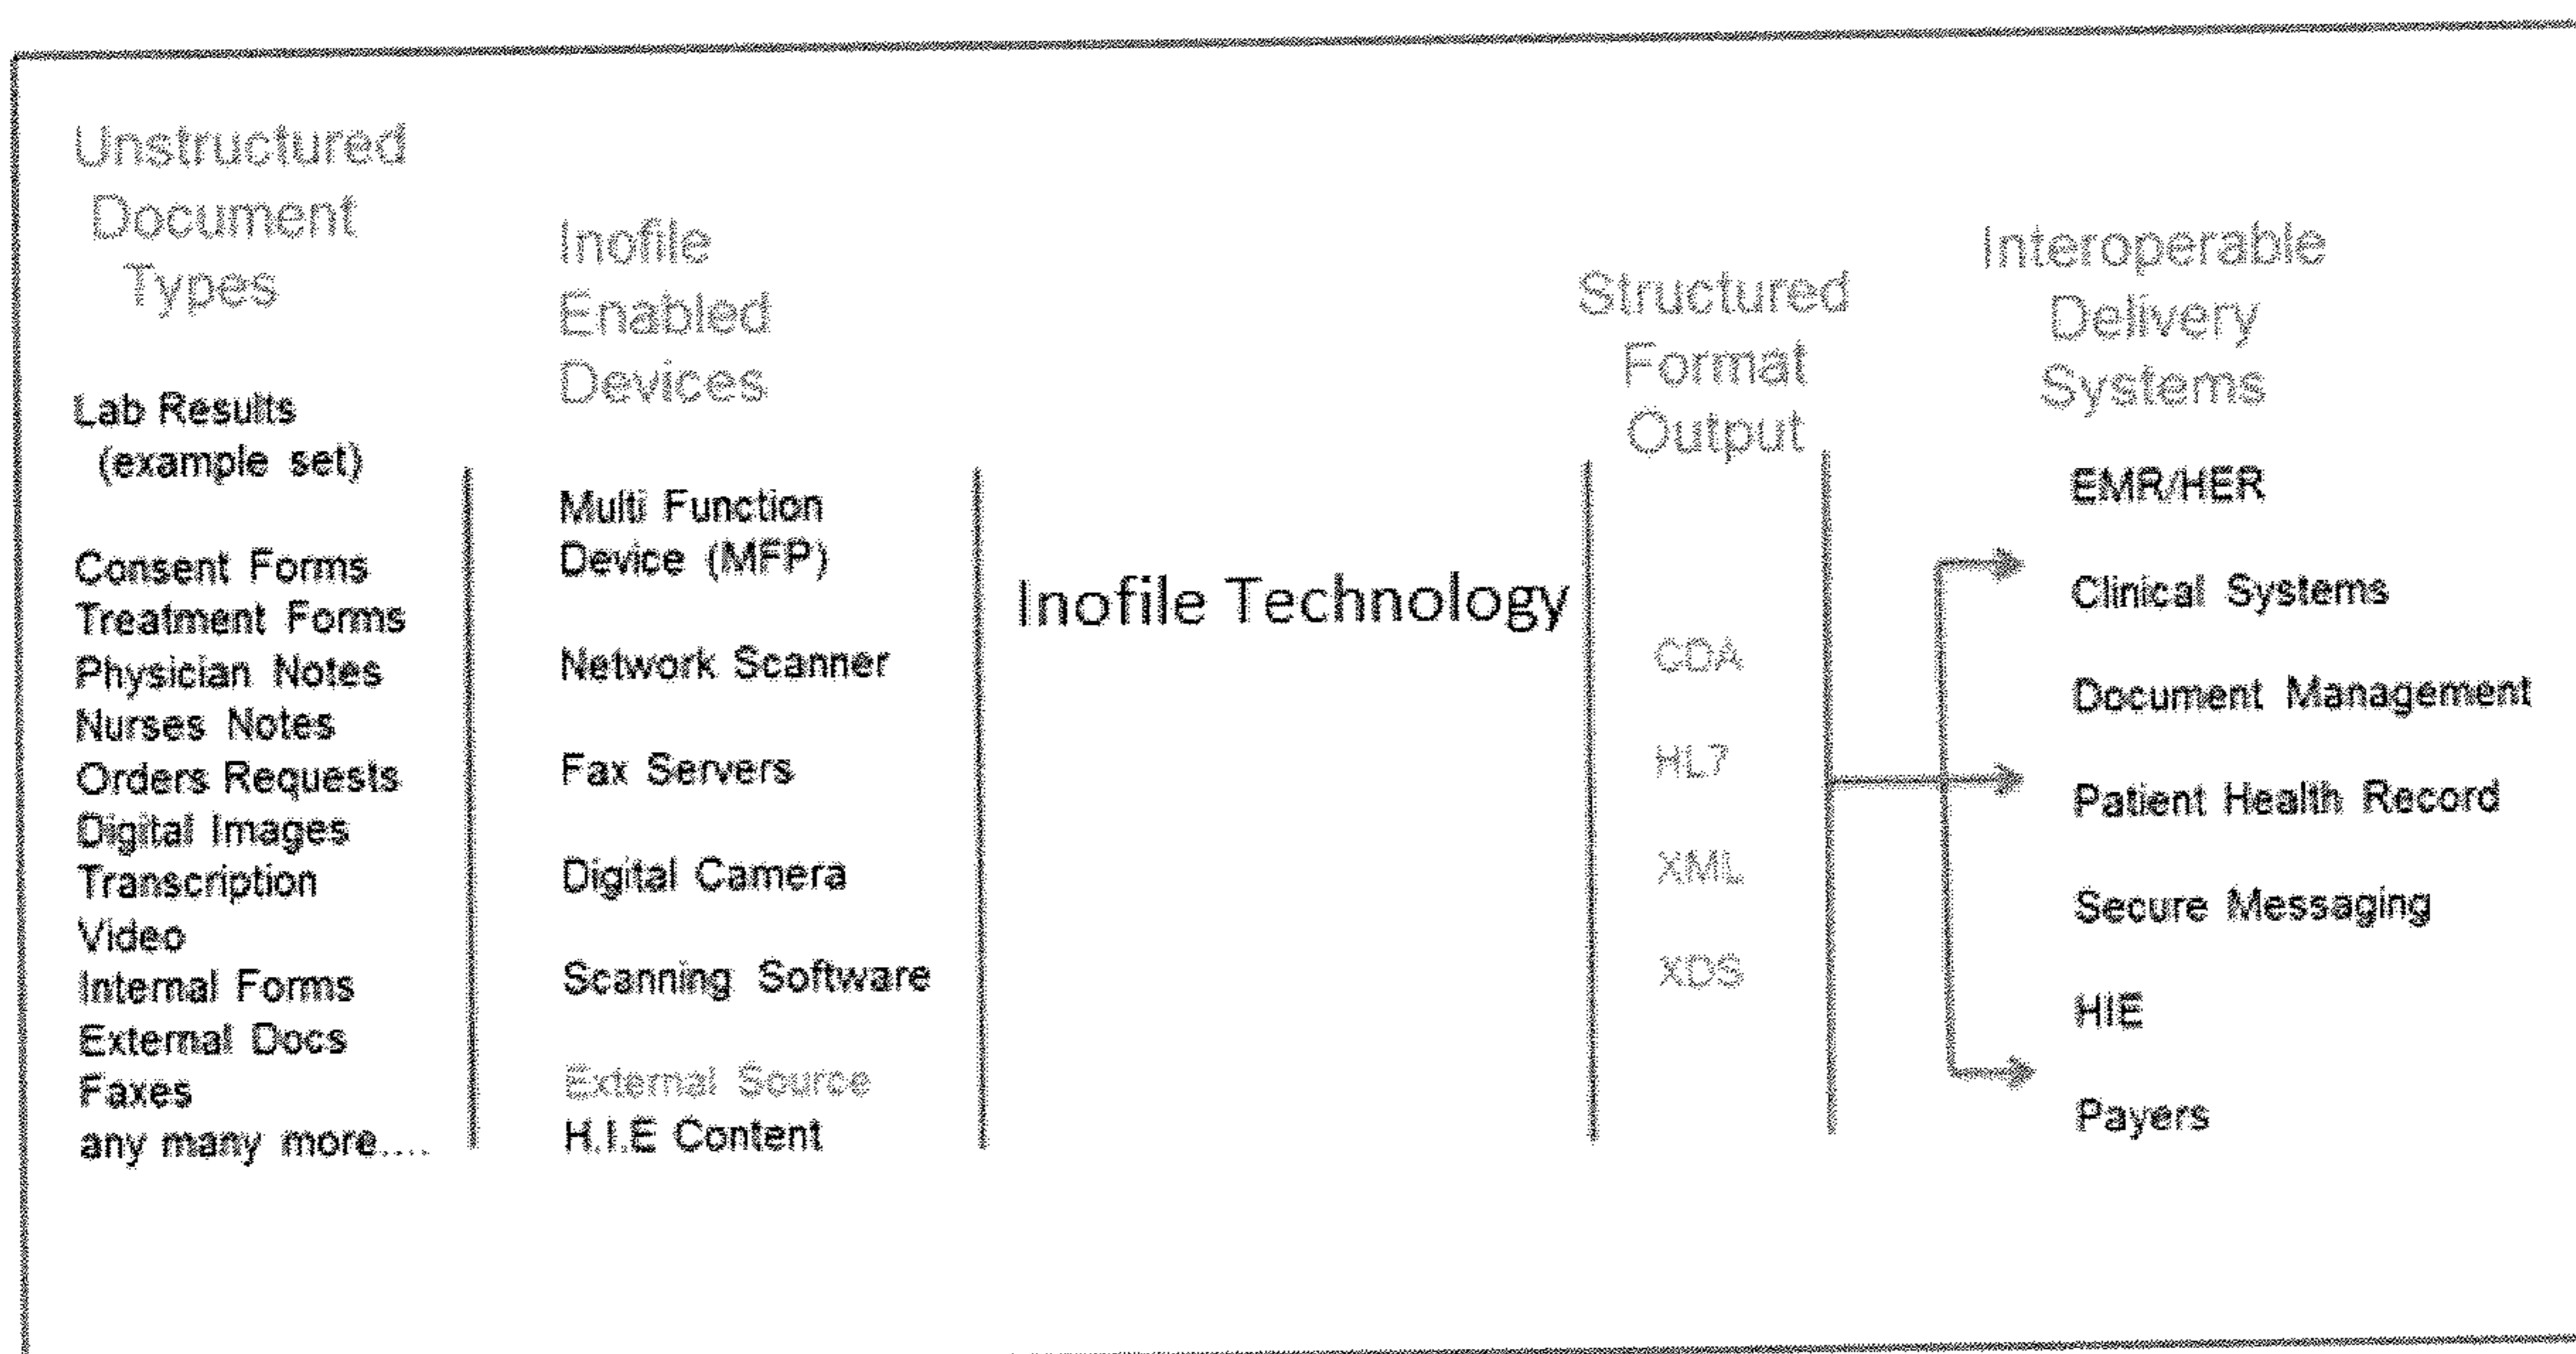 Unstructured
Document
Types
Lab Results
(example set)
Consent Forms
Treatment Forms
Physician Notes
Nurses Notes
Orders Requests
Digital Images
Transcription
Video
Internal Forms
External Docs
Faxes
any many more....
Inofile
Enabled
Devices
Multi Function
Device (MFP)
Network Scanner
Fax Servers
Digital Camera
Scanning Software
External Source
H.I.E Content
Inofile Technology
Structured
Format
Output
CDA
HL7
XML
XDS
Interoperable
Delivery
Systems
EMR/HER
Clinical Systems
Document Management
Patient Health Record
Secure Messaging
HIE
Payers